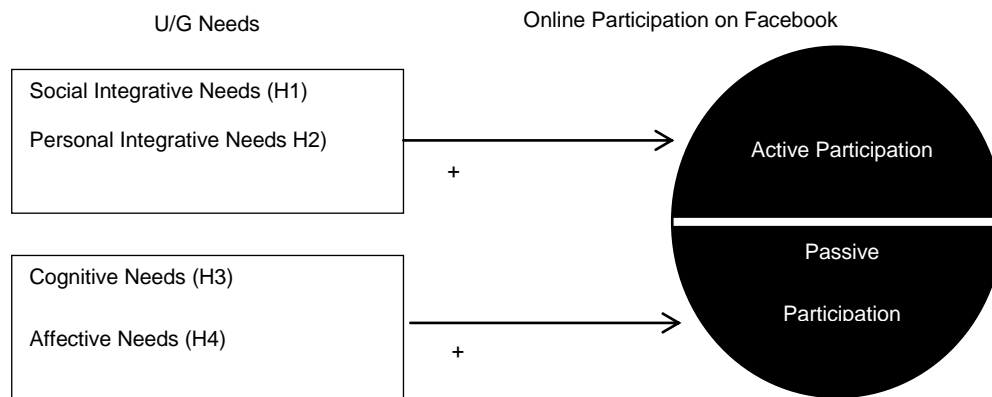 U/G Needs
Online Participation on Facebook
Social Integrative Needs (H1)
Personal Integrative Needs H2)
+
Active Participation
Cognitive Needs (H3)
Affective Needs (H4)
+
Passive
Participation